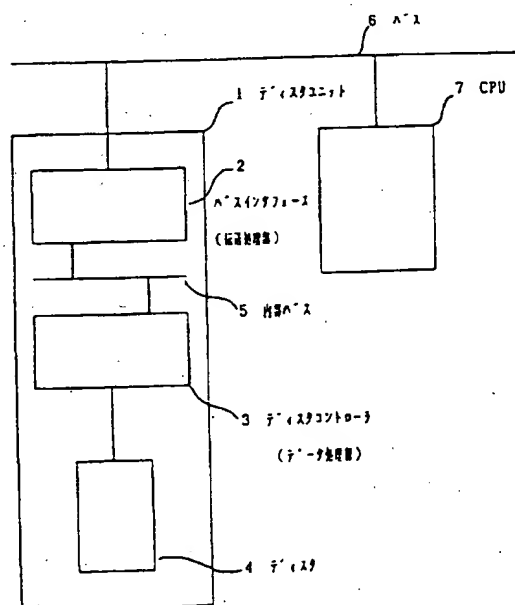 6 バス
1 ディスクユニット
7 CPU
2
バスインタフェース
(伝送処理部)
5 内部バス
3 ディスクコントローラ
(データ処理部)
4 ディスク